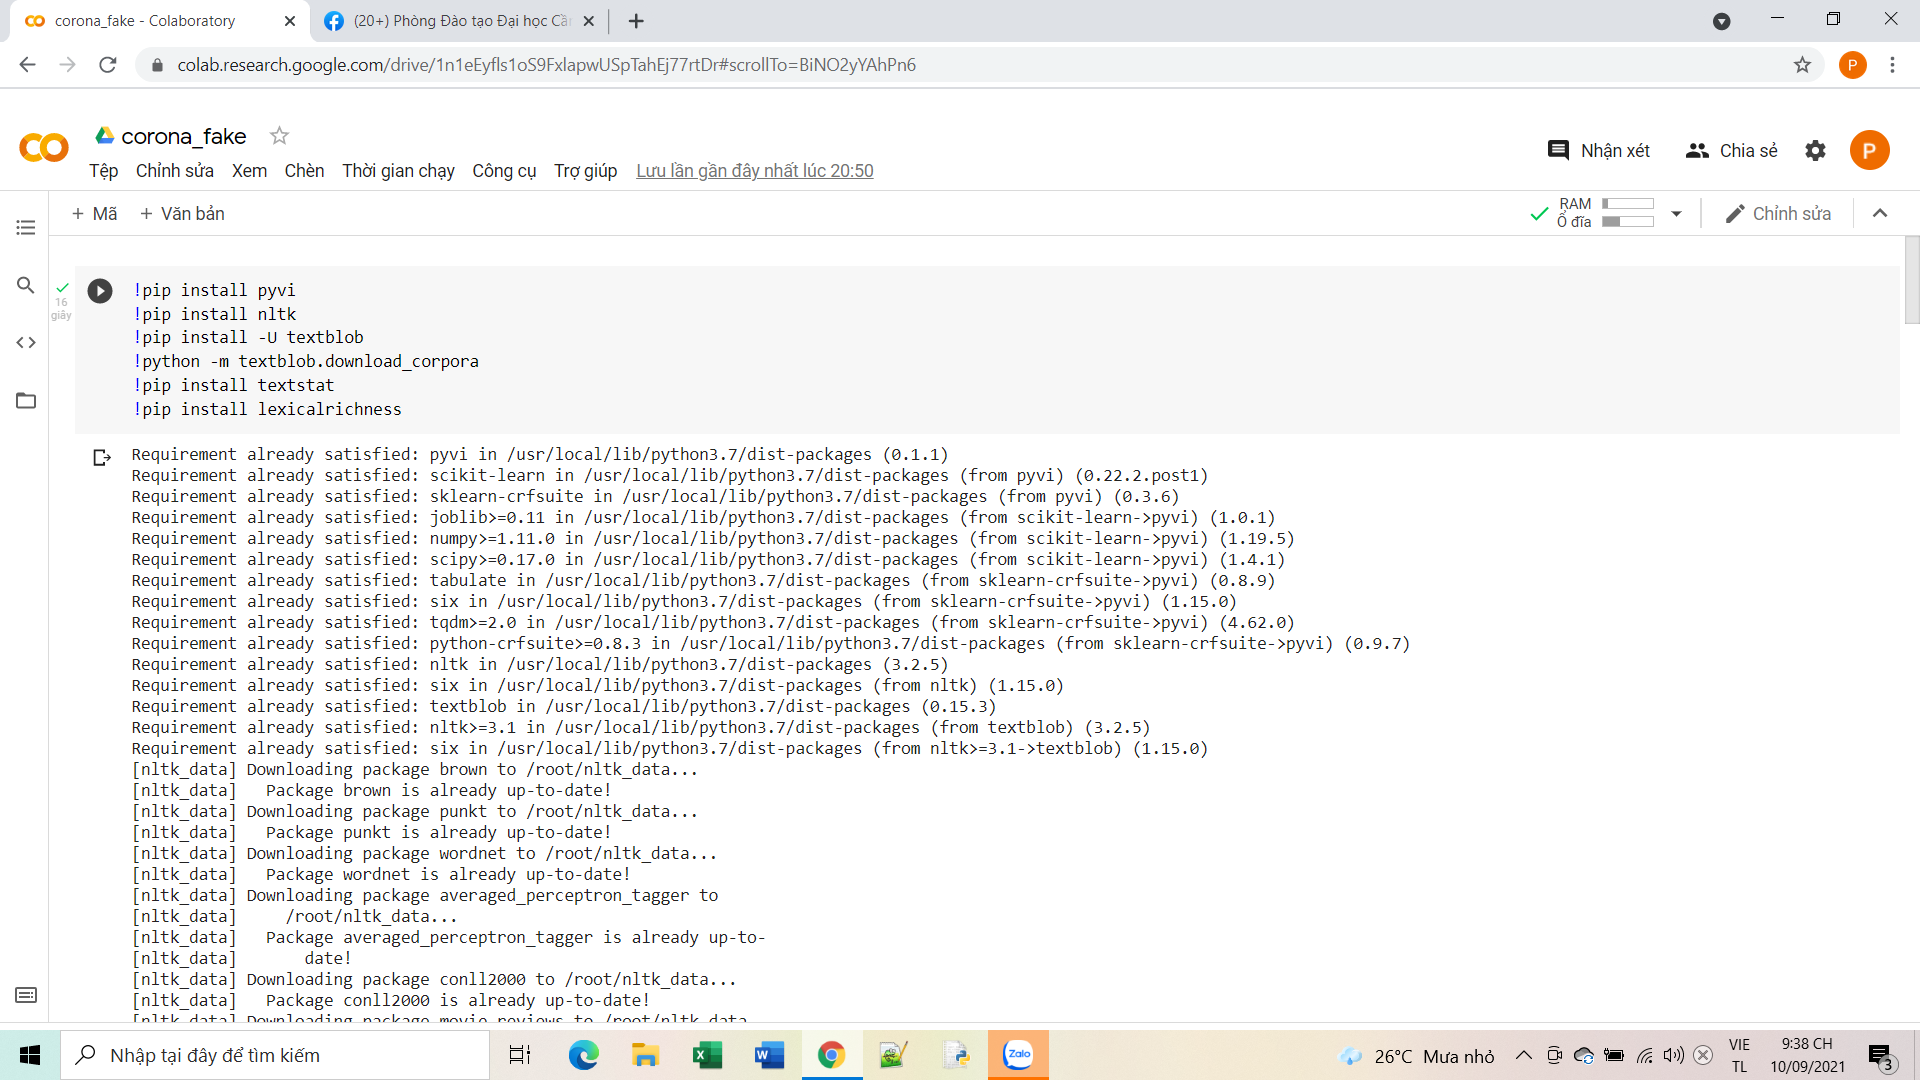 corona_fake - Colaboratory
(20+) Phòng Đào tạo Đại học Cần
colab.research.google.com/drive/1n1eEyfls1oS9FxlapwUSpTahEj77rtDr#scrollTo=BiNO2yYAhPn6
P
corona_fake
Tệp Chỉnh sửa Xem Chèn Thời gian chạy Công cụ Trợ giúp Lưu lần gần đây nhất lúc 20:50
Nhận xét Chia sẻ P
+ Mã + Văn bản
RAM
Ổ đĩa
Chỉnh sửa
16
giây
!pip install pyvi
!pip install nltk
!pip install -U textblob
!python -m textblob.download_corpora
!pip install textstat
!pip install lexicalrichness
Requirement already satisfied: pyvi in /usr/local/lib/python3.7/dist-packages (0.1.1)
Requirement already satisfied: scikit-learn in /usr/local/lib/python3.7/dist-packages (from pyvi) (0.22.2.post1)
Requirement already satisfied: sklearn-crfsuite in /usr/local/lib/python3.7/dist-packages (from pyvi) (0.3.6)
Requirement already satisfied: joblib>=0.11 in /usr/local/lib/python3.7/dist-packages (from scikit-learn->pyvi) (1.0.1)
Requirement already satisfied: numpy>=1.11.0 in /usr/local/lib/python3.7/dist-packages (from scikit-learn->pyvi) (1.19.5)
Requirement already satisfied: scipy>=0.17.0 in /usr/local/lib/python3.7/dist-packages (from scikit-learn->pyvi) (1.4.1)
Requirement already satisfied: tabulate in /usr/local/lib/python3.7/dist-packages (from sklearn-crfsuite->pyvi) (0.8.9)
Requirement already satisfied: six in /usr/local/lib/python3.7/dist-packages (from sklearn-crfsuite->pyvi) (1.15.0)
Requirement already satisfied: tqdm>=2.0 in /usr/local/lib/python3.7/dist-packages (from sklearn-crfsuite->pyvi) (4.62.0)
Requirement already satisfied: python-crfsuite>=0.8.3 in /usr/local/lib/python3.7/dist-packages (from sklearn-crfsuite->pyvi) (0.9.7)
Requirement already satisfied: nltk in /usr/local/lib/python3.7/dist-packages (3.2.5)
Requirement already satisfied: six in /usr/local/lib/python3.7/dist-packages (from nltk) (1.15.0)
Requirement already satisfied: textblob in /usr/local/lib/python3.7/dist-packages (0.15.3)
Requirement already satisfied: nltk>=3.1 in /usr/local/lib/python3.7/dist-packages (from textblob) (3.2.5)
Requirement already satisfied: six in /usr/local/lib/python3.7/dist-packages (from nltk>=3.1->textblob) (1.15.0)
[nltk_data] Downloading package brown to /root/nltk_data...
[nltk_data]   Package brown is already up-to-date!
[nltk_data] Downloading package punkt to /root/nltk_data...
[nltk_data]   Package punkt is already up-to-date!
[nltk_data] Downloading package wordnet to /root/nltk_data...
[nltk_data]   Package wordnet is already up-to-date!
[nltk_data] Downloading package averaged_perceptron_tagger to
[nltk_data]     /root/nltk_data...
[nltk_data]   Package averaged_perceptron_tagger is already up-to-
[nltk_data]       date!
[nltk_data] Downloading package conll2000 to /root/nltk_data...
[nltk_data]   Package conll2000 is already up-to-date!
[nltk_data] Downloading package movie_reviews to /root/nltk_data
Nhập tại đây để tìm kiếm
Zalo
26°C Mưa nhỏ
VIE
TL
9:38 CH
10/09/2021
3